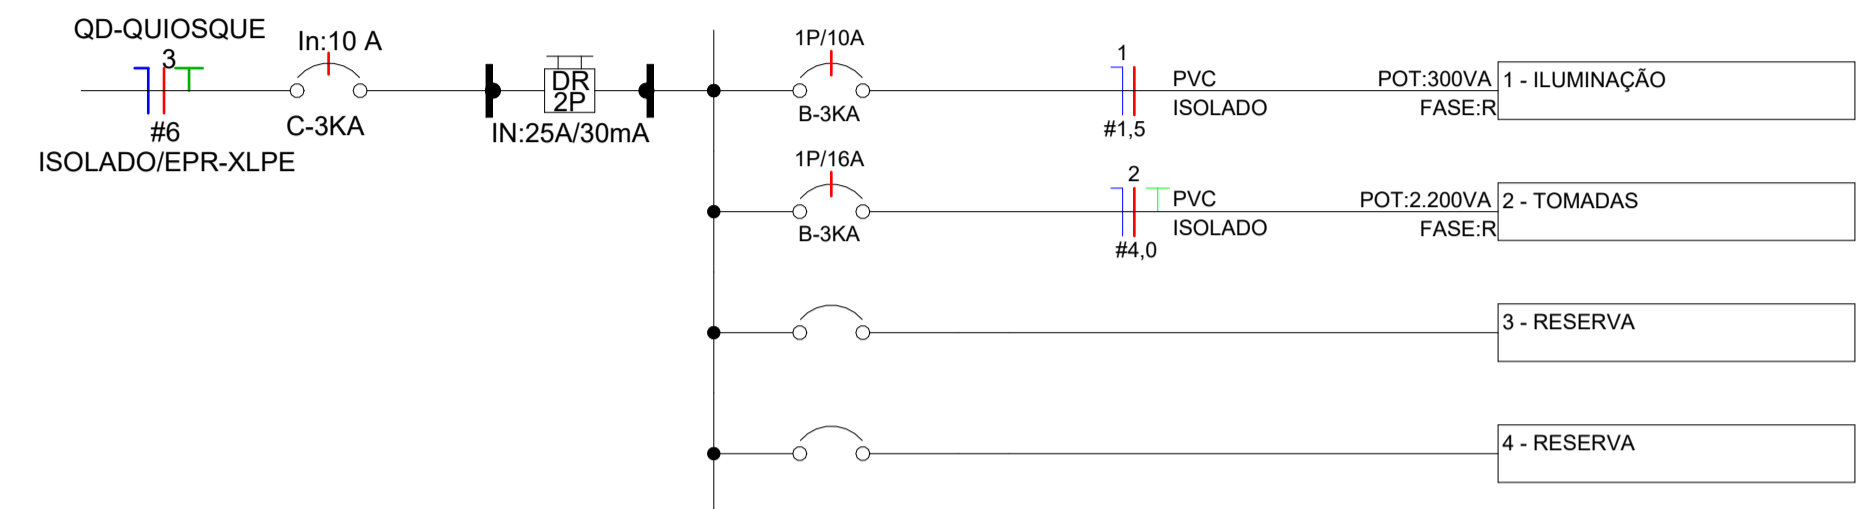 QD-QUIOSQUE
3
#6
ISOLADO/EPR-XLPE
In:10 A
C-3KA
DR
2P
IN:25A/30mA
1P/10A
B-3KA
1
#1,5
PVC
ISOLADO
POT:300VA
FASE:R
1 - ILUMINAÇÃO
1P/16A
B-3KA
2
#4,0
PVC
ISOLADO
POT:2.200VA
FASE:R
2 - TOMADAS
3 - RESERVA
4 - RESERVA